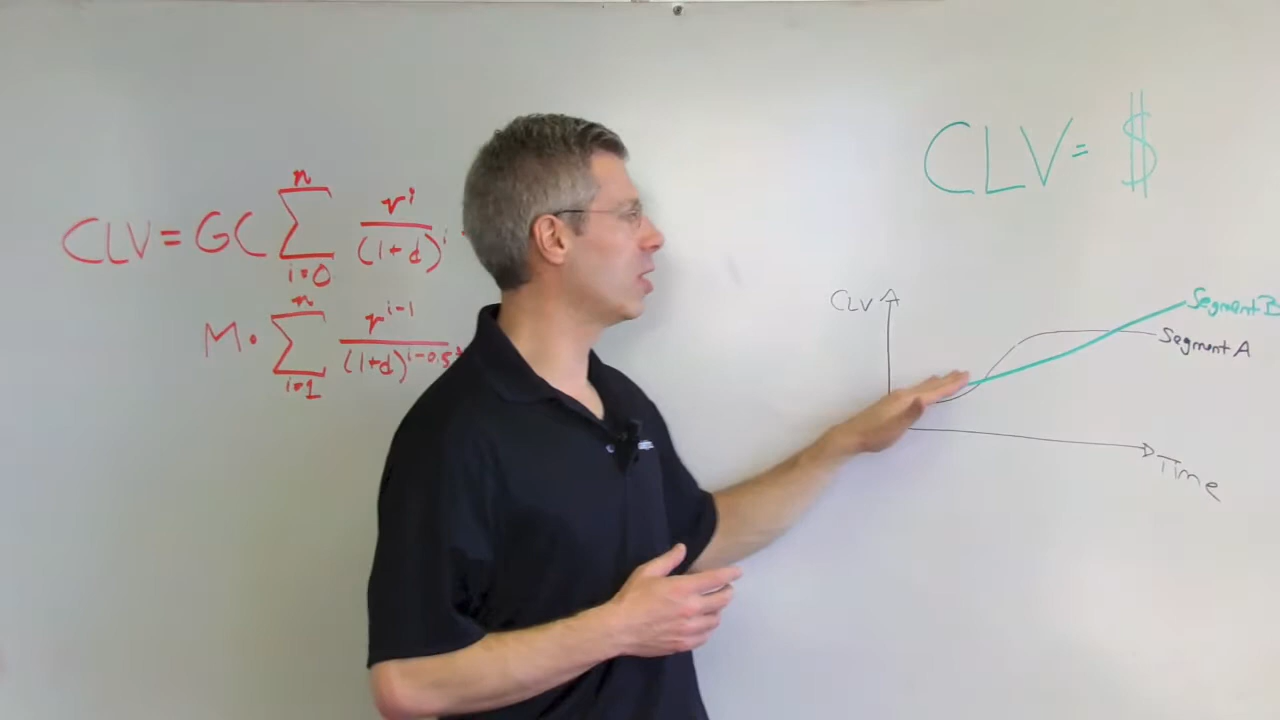 CLV = $
CLV = GC ∑ n i=0 r^i / (1+d)^i -
M · ∑ n i=1 r^(i-1) / (1+d)^(i-0.5)
CLV
Segment B
Segment A
Time